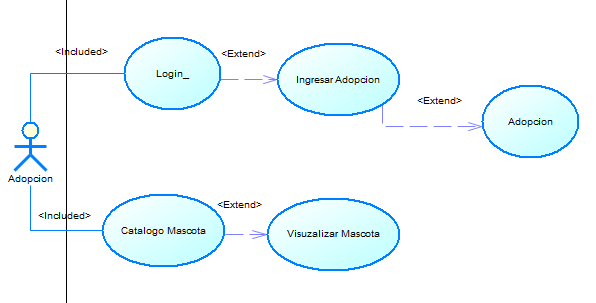 <Included>
<Extend>
Login_
Ingresar Adopcion
<Extend>
Adopcion
Adopcion
<Included>
<Extend>
Catalogo Mascota
Visuzalizar Mascota